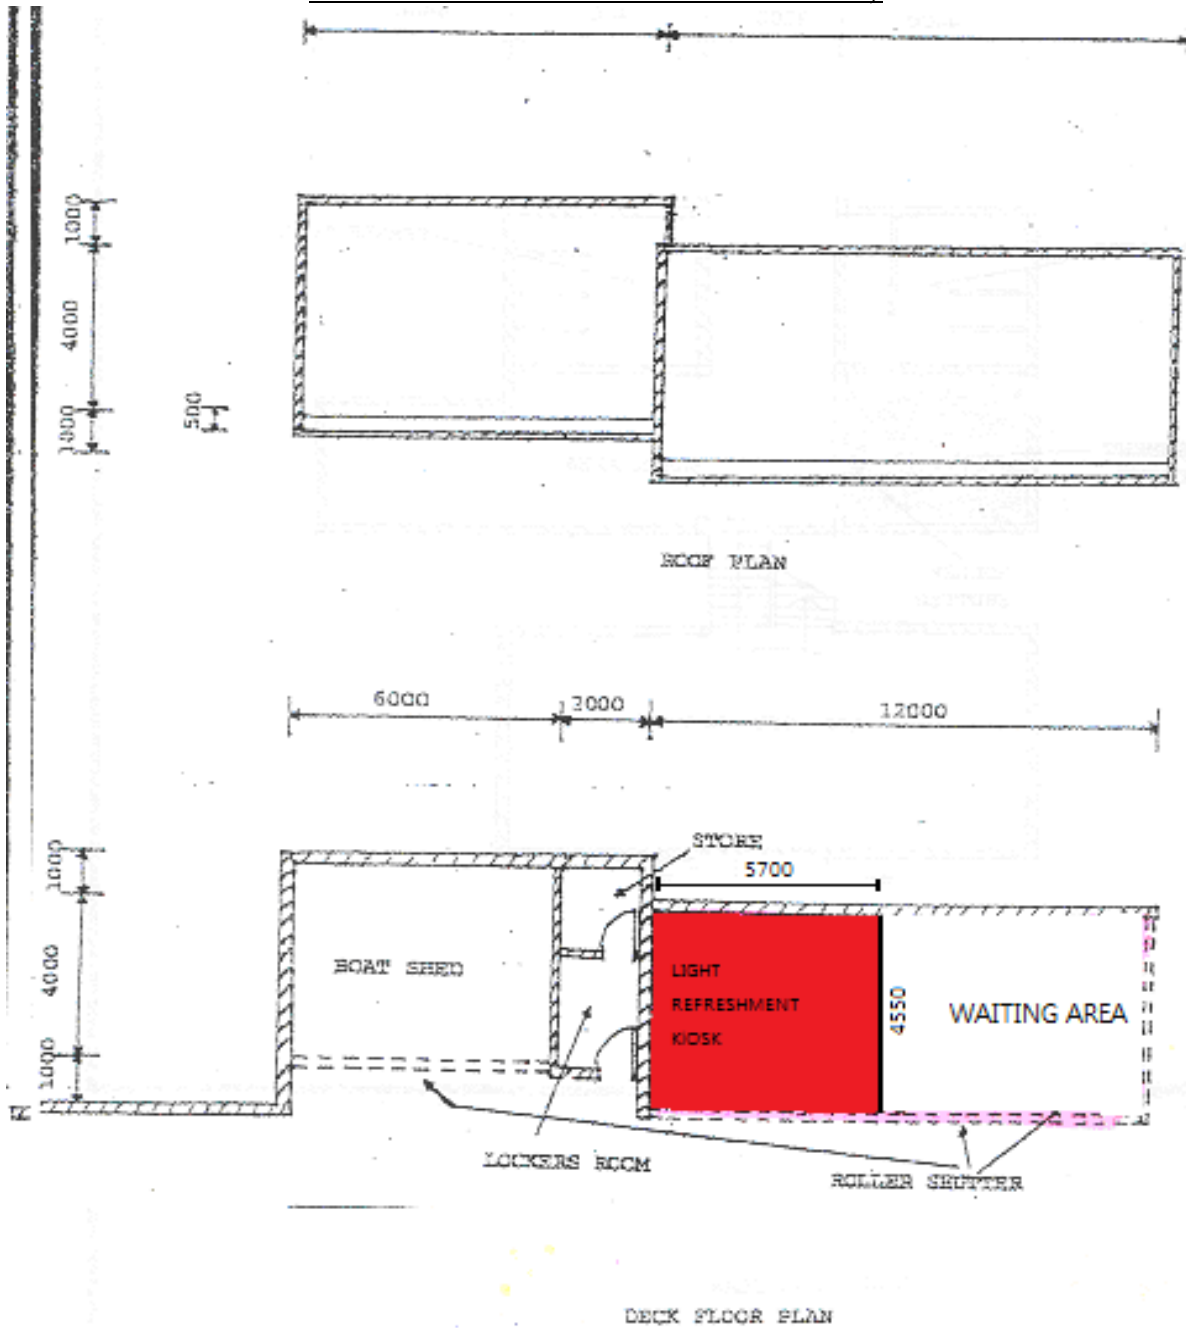 1000
4000
1000
500
ROOF PLAN
6000
2000
12000
STORE
5700
1000
4000
1000
BOAT SHED
LIGHT
REFRESHMENT
KIOSK
4550
WAITING AREA
LOCKERS ROOM
ROLLER SHUTTER
DECK FLOOR PLAN